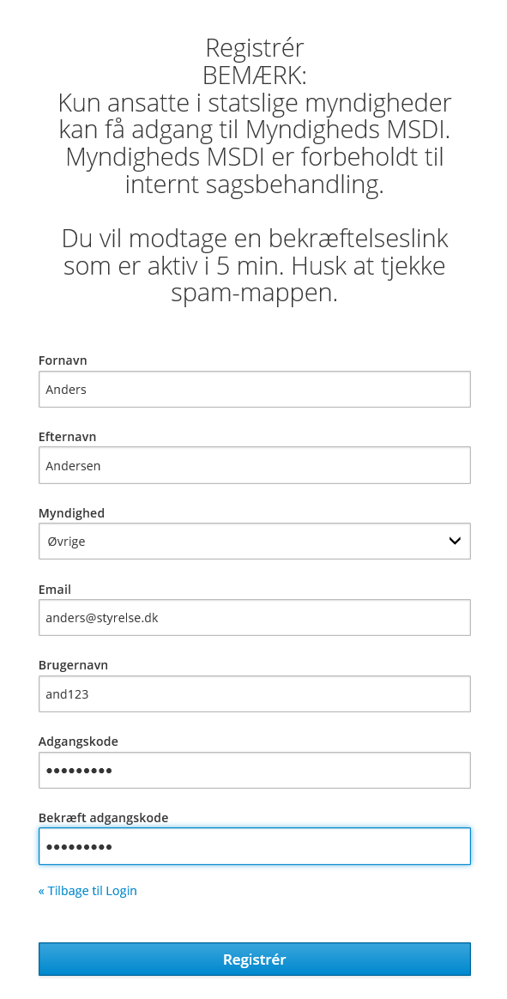 Registrér
BEMÆRK:
Kun ansatte i statslige myndigheder
kan få adgang til Myndigheds MSDI.
Myndigheds MSDI er forbeholdt til
internt sagsbehandling.
Du vil modtage en bekræftelseslink
som er aktiv i 5 min. Husk at tjekke
spam-mappen.
Fornavn
Anders
Efternavn
Andersen
Myndighed
Øvrige
Email
anders@styrelse.dk
Brugernavn
and123
Adgangskode
•••••••••
Bekræft adgangskode
•••••••••
« Tilbage til Login
Registrér